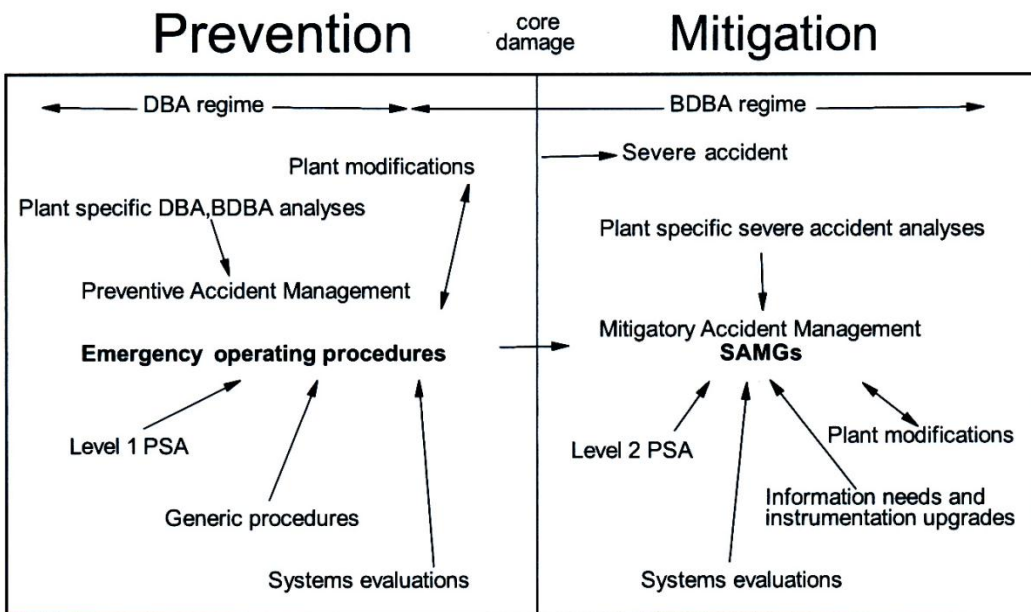 Prevention
core
damage
Mitigation
DBA regime
BDBA regime
Plant modifications
Severe accident
Plant specific DBA,BDBA analyses
Plant specific severe accident analyses
Preventive Accident Management
Emergency operating procedures
Mitigatory Accident Management
SAMGs
Level 1 PSA
Level 2 PSA
Plant modifications
Generic procedures
Information needs and
instrumentation upgrades
Systems evaluations
Systems evaluations